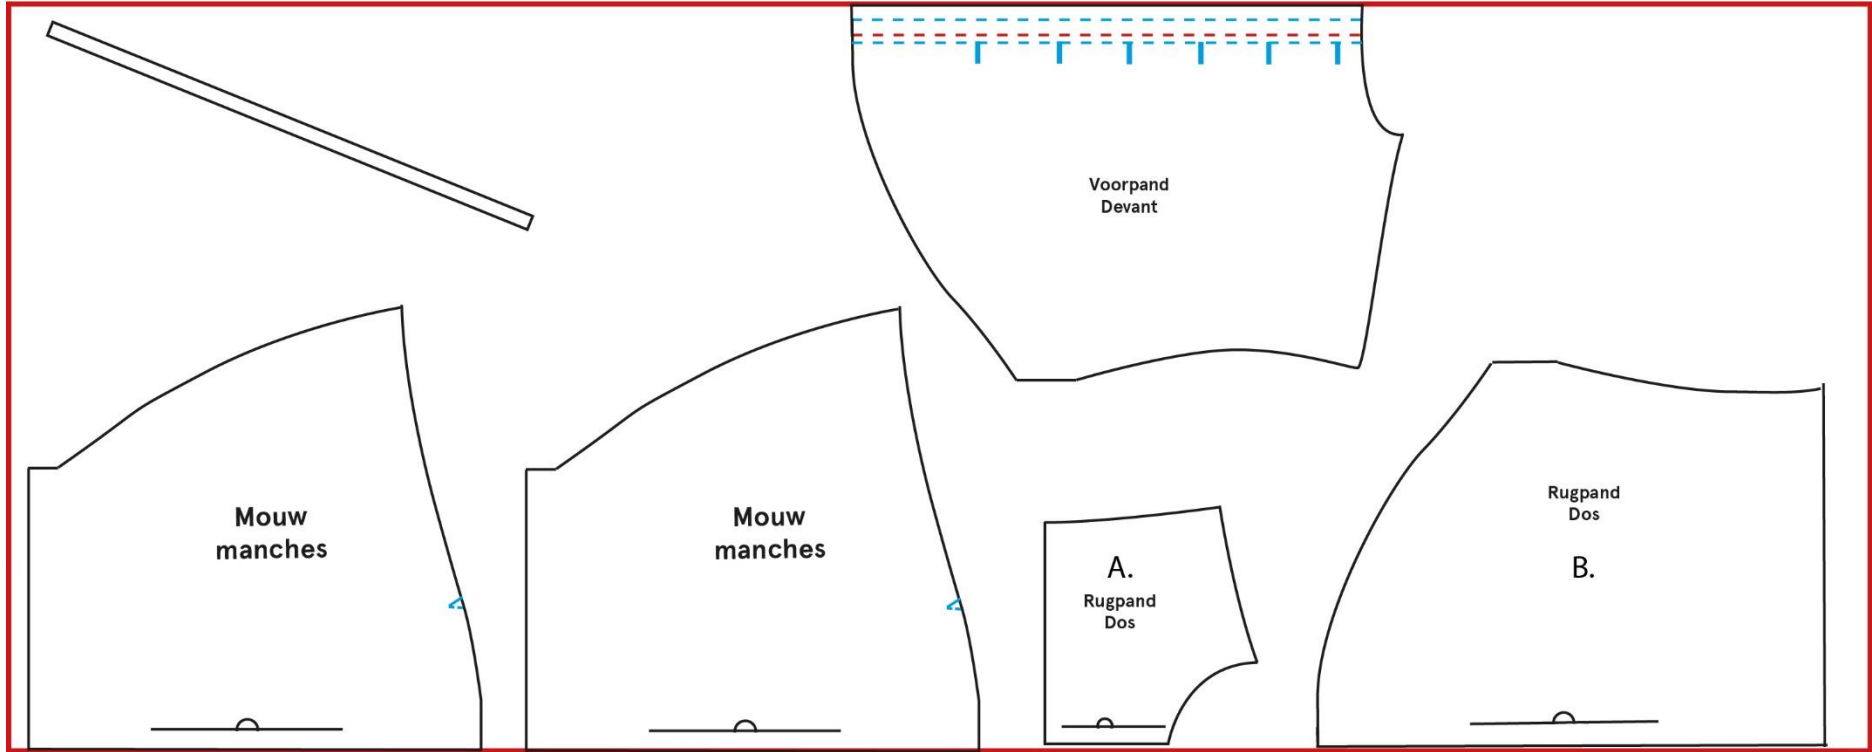 Voorpand
Devant
Mouw
manches
Mouw
manches
A.
Rugpand
Dos
Rugpand
Dos
B.